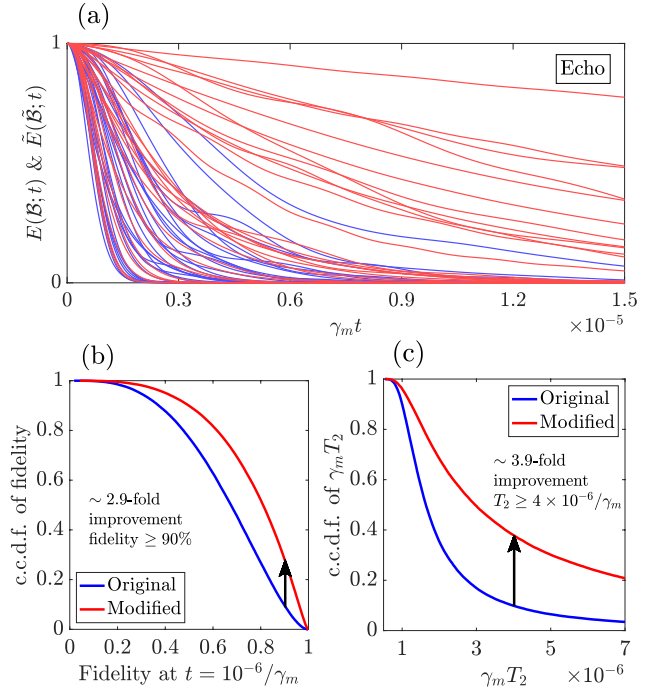 (a)
1
Echo
E(𝓑; t) & Ẽ(𝓑̃; t)
0
0 0.3 0.6 0.9 1.2 1.5
γₘt ×10⁻⁵
(b)
1
0.8
0.6
0.4
0.2
0
c.c.d.f. of fidelity
∼ 2.9-fold
improvement
fidelity ≥ 90%
Original
Modified
0 0.2 0.4 0.6 0.8 1
Fidelity at t = 10⁻⁶/γₘ
(c)
1
0.8
0.6
0.4
0.2
0
c.c.d.f. of γₘT₂
Original
Modified
∼ 3.9-fold
improvement
T₂ ≥ 4 × 10⁻⁶/γₘ
1 3 5 7
γₘT₂ ×10⁻⁶